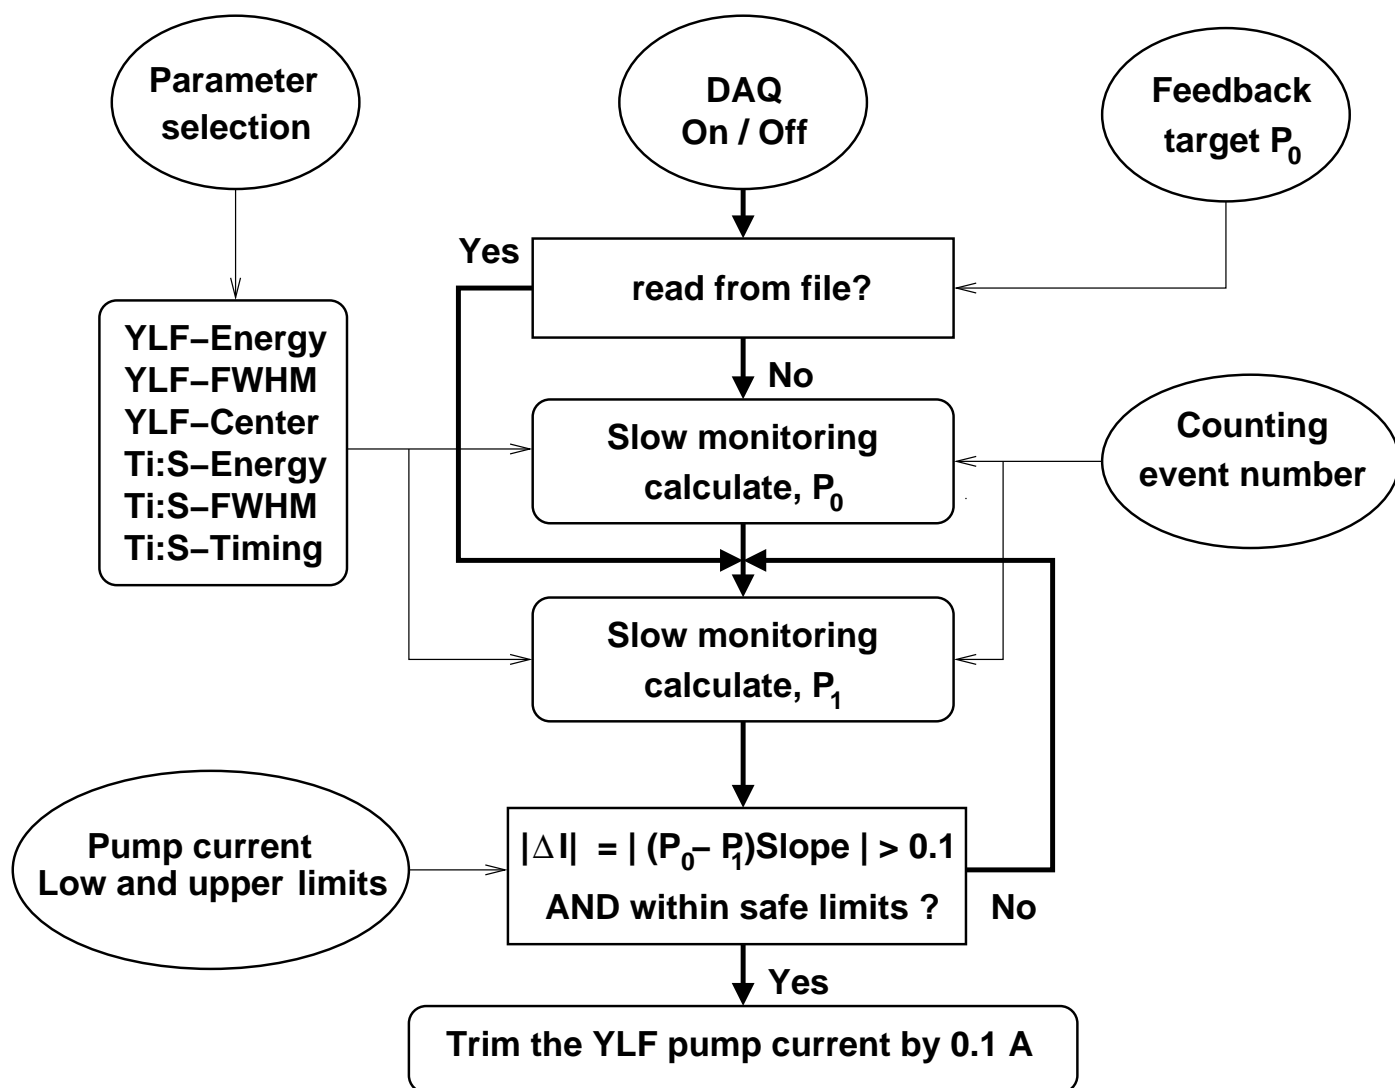 Parameter
selection
DAQ
On / Off
Feedback
target P0
Yes
read from file?
No
YLF–Energy
YLF–FWHM
YLF–Center
Ti:S–Energy
Ti:S–FWHM
Ti:S–Timing
Slow monitoring
calculate, P0
Counting
event number
Slow monitoring
calculate, P1
Pump current
Low and upper limits
|Δ I| = | (P0– P1)Slope | > 0.1
AND within safe limits ?
No
Yes
Trim the YLF pump current by 0.1 A